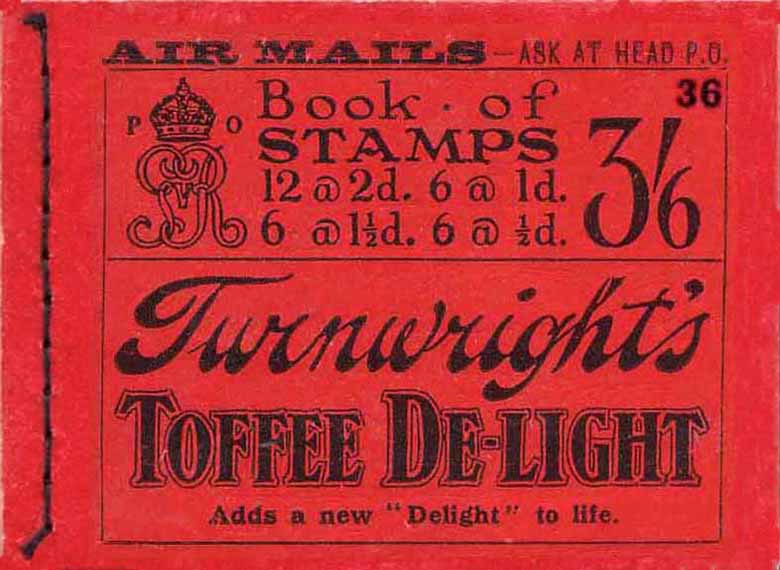 AIR MAILS – ASK AT HEAD P.O.
36
P O
GR
Book · of
STAMPS
12 @ 2d. 6 @ 1d.
6 @ 1½d. 6 @ ½d.
3/6
Turnwright's
TOFFEE DE-LIGHT
Adds a new "Delight" to life.